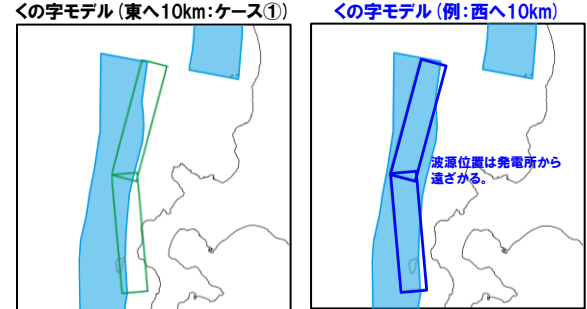 くの字モデル(東へ10km:ケース①)
くの字モデル(例:西へ10km)
波源位置は発電所から
遠ざかる。